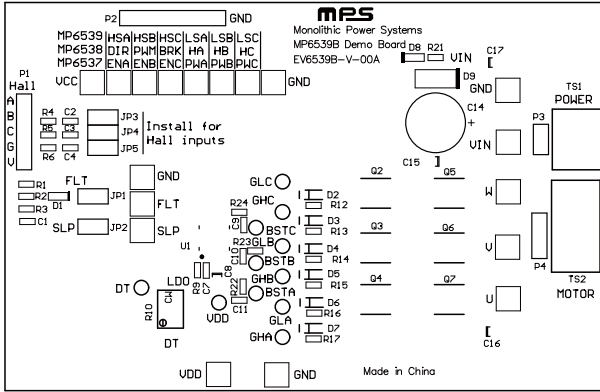 P2
GND
MPS
Monolithic Power Systems
MP6539B Demo Board
EV6539B-V-00A
MP6539 HSA HSB HSC LSA LSB LSC
MP6538 DIR PWM BRK HA HB HC
MP6537 ENA ENB ENC PWA PWB PWC
VCC
GND
D8
R21
VIN
C17
D9
GND
C14
+
TS1
POWER
P1
Hall
A
B
C
G
V
R4
C2
JP3
R5
C3
JP4
R6
C4
JP5
Install for
Hall inputs
P3
VIN
C15
R1
R2
R3
C1
FLT
D1
JP1
SLP
JP2
GND
FLT
SLP
GLC
GHC
R24
C9
BSTC
GLB
R23
C10
BSTB
GHB
R22
BSTA
C11
GLA
GHA
D2
R12
D3
R13
D4
R14
D5
R15
D6
R16
D7
R17
Q2
Q5
Q3
Q6
Q4
Q7
W
V
U
P4
TS2
MOTOR
U1
R9
C7
C8
DT
LDO
R10
CW
DT
VDD
C16
VDD
GND
Made in China